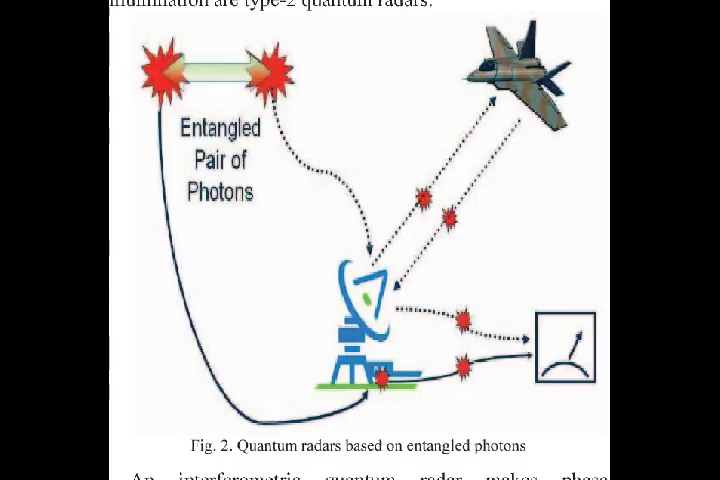 illumination are type-2 quantum radars.
Entangled
Pair of
Photons
Fig. 2. Quantum radars based on entangled photons
An interferometric quantum radar makes phase